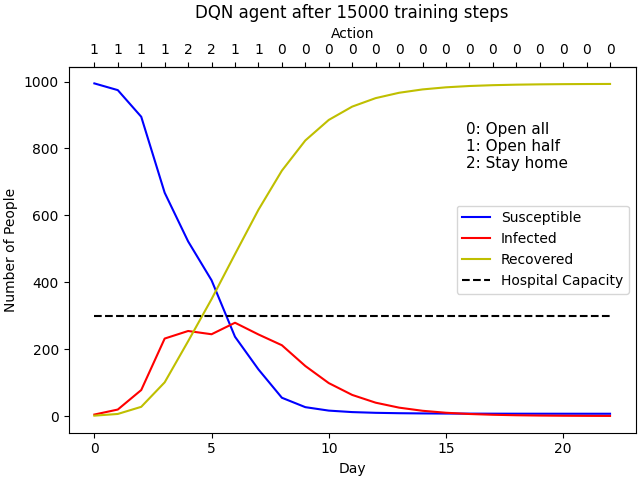 DQN agent after 15000 training steps
Action
1 1 1 1 2 2 1 1 0 0 0 0 0 0 0 0 0 0 0 0 0 0 0
1000
800
600
400
200
0
Number of People
0: Open all
1: Open half
2: Stay home
Susceptible
Infected
Recovered
Hospital Capacity
0 5 10 15 20
Day